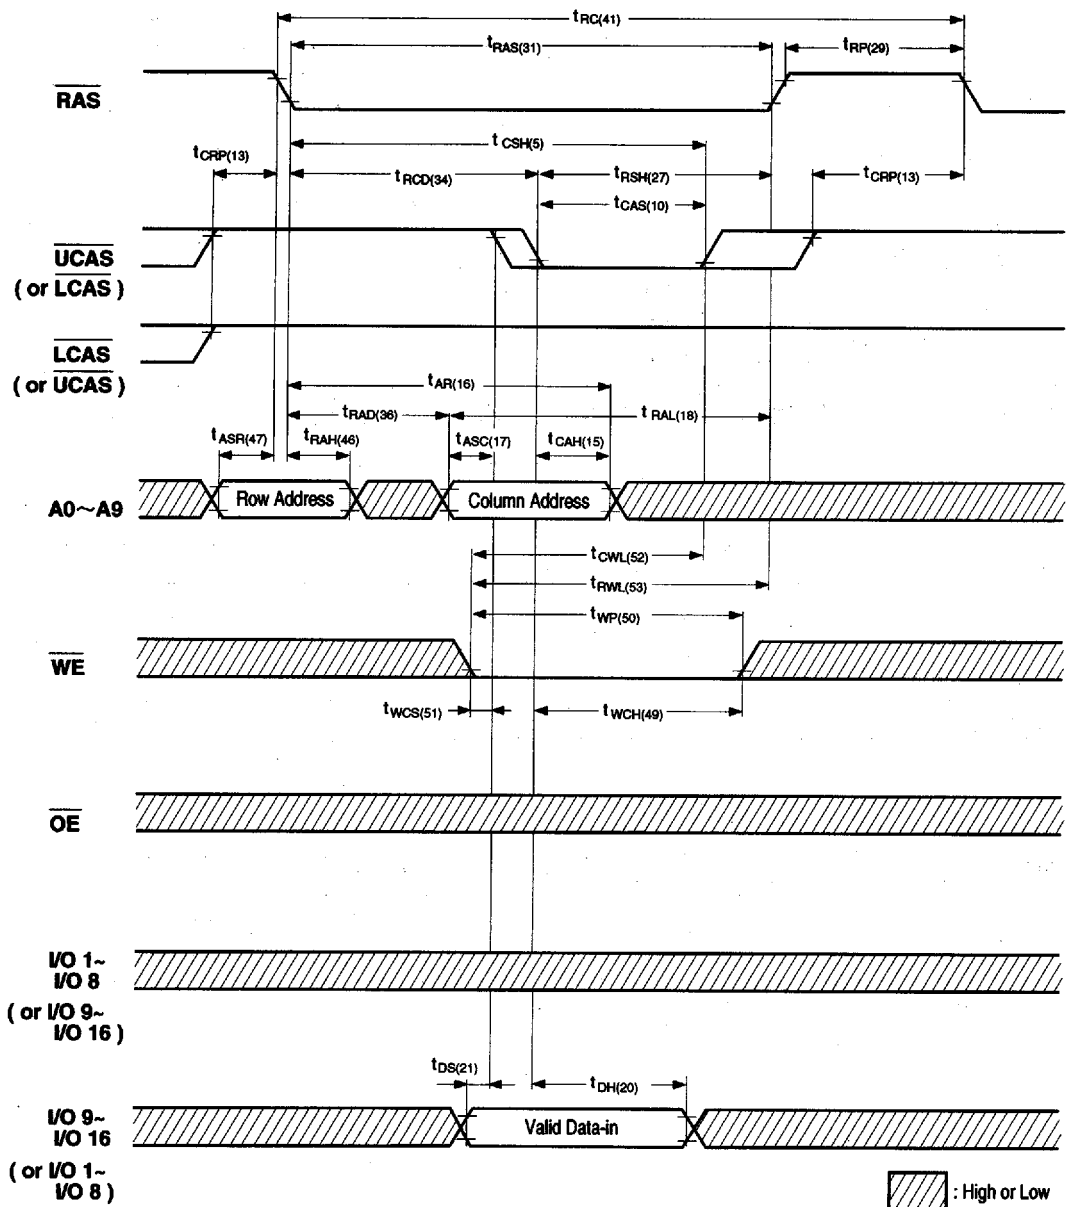 tRC(41)
tRAS(31)
tRP(29)
RAS
tCSH(5)
tCRP(13)
tRCD(34)
tRSH(27)
tCRP(13)
tCAS(10)
UCAS
( or LCAS )
LCAS
( or UCAS )
tAR(16)
tRAD(36)
tRAL(18)
tASR(47)
tRAH(46)
tASC(17)
tCAH(15)
A0~A9
Row Address
Column Address
tCWL(52)
tRWL(53)
tWP(50)
WE
tWCS(51)
tWCH(49)
OE
I/O 1~
I/O 8
( or I/O 9~
I/O 16 )
tDS(21)
tDH(20)
I/O 9~
I/O 16
Valid Data-in
( or I/O 1~
I/O 8 )
: High or Low